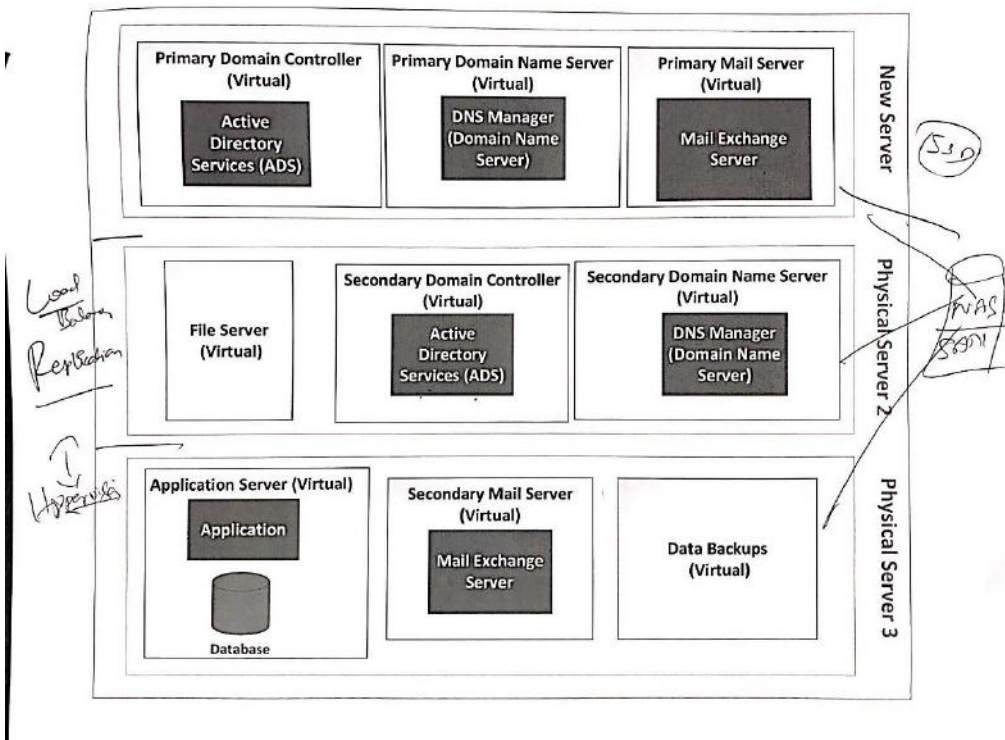 Primary Domain Controller
(Virtual)
Active
Directory
Services (ADS)
Primary Domain Name Server
(Virtual)
DNS Manager
(Domain Name
Server)
Primary Mail Server
(Virtual)
Mail Exchange
Server
New Server
SSD
File Server
(Virtual)
Secondary Domain Controller
(Virtual)
Active
Directory
Services (ADS)
Secondary Domain Name Server
(Virtual)
DNS Manager
(Domain Name
Server)
Physical Server 2
Load
Replication
NAS
SAN
Application Server (Virtual)
Application
Database
Secondary Mail Server
(Virtual)
Mail Exchange
Server
Data Backups
(Virtual)
Physical Server 3